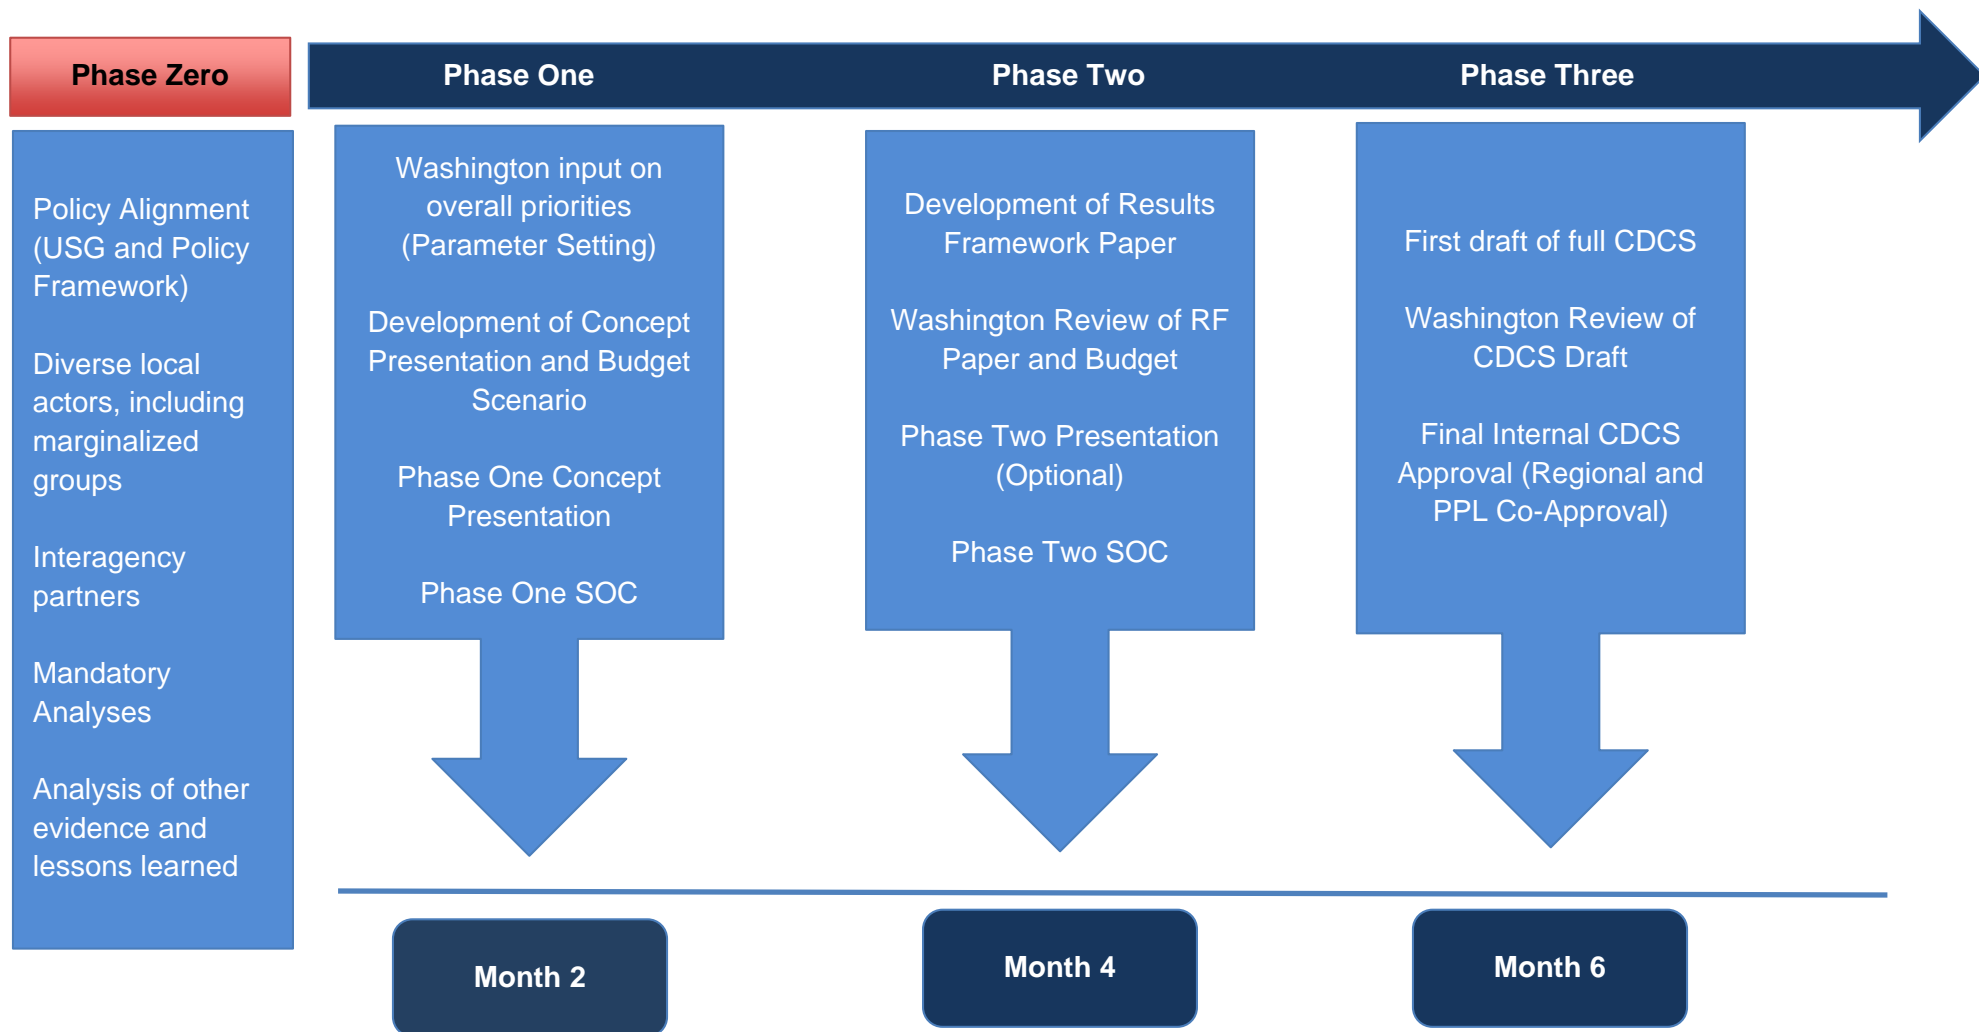 Phase Zero
Phase One
Phase Two
Phase Three
Policy Alignment
(USG and Policy
Framework)
Diverse local
actors, including
marginalized
groups
Interagency
partners
Mandatory
Analyses
Analysis of other
evidence and
lessons learned
Washington input on
overall priorities
(Parameter Setting)
Development of Concept
Presentation and Budget
Scenario
Phase One Concept
Presentation
Phase One SOC
Development of Results
Framework Paper
Washington Review of RF
Paper and Budget
Phase Two Presentation
(Optional)
Phase Two SOC
First draft of full CDCS
Washington Review of
CDCS Draft
Final Internal CDCS
Approval (Regional and
PPL Co-Approval)
Month 2
Month 4
Month 6